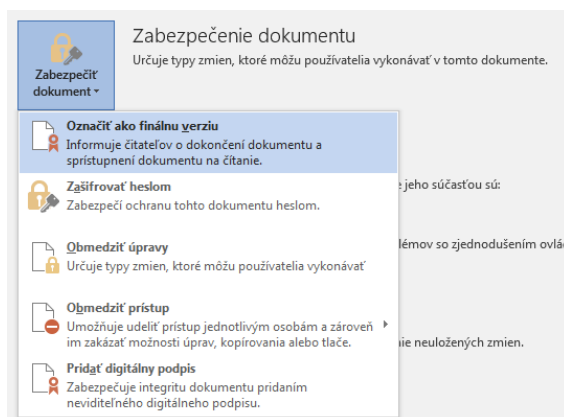 Zabezpečenie dokumentu
Určuje typy zmien, ktoré môžu používatelia vykonávať v tomto dokumente.
Zabezpečiť
dokument
Označiť ako finálnu verziu
Informuje čitateľov o dokončení dokumentu a
sprístupnení dokumentu na čítanie.
Zašifrovať heslom
Zabezpečí ochranu tohto dokumentu heslom.
e jeho súčasťou sú:
Obmedziť úpravy
Určuje typy zmien, ktoré môžu používatelia vykonávať
lémov so zjednodušením ovlá
Obmedziť prístup
Umožňuje udeliť prístup jednotlivým osobám a zároveň
im zakázať možnosti úprav, kopírovania alebo tlače.
ie neuložených zmien.
Pridať digitálny podpis
Zabezpečuje integritu dokumentu pridaním
neviditeľného digitálneho podpisu.